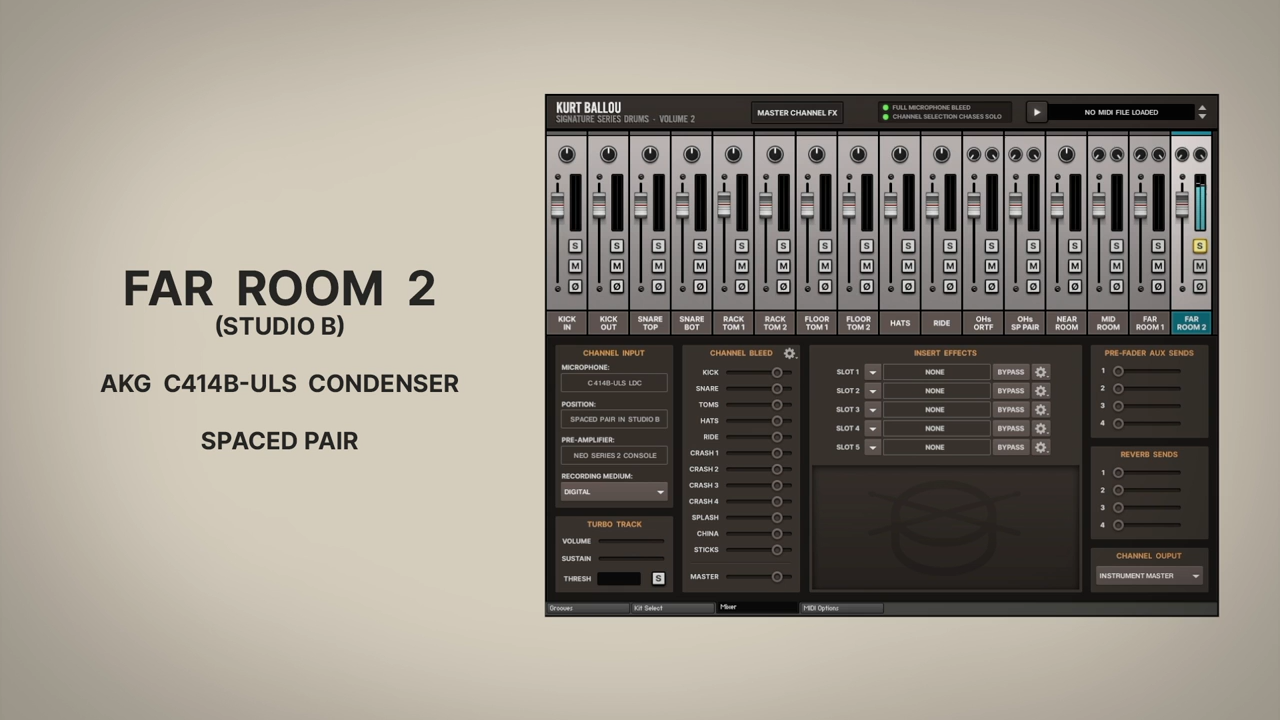 FAR ROOM 2
(STUDIO B)
AKG C414B-ULS CONDENSER
SPACED PAIR
KURT BALLOU
SIGNATURE SERIES DRUMS · VOLUME 2
MASTER CHANNEL FX
FULL MICROPHONE BLEED
CHANNEL SELECTION CHASES SOLO
NO MIDI FILE LOADED
S S S S S S S S S S S S S S S S
M M M M M M M M M M M M M M M M
Ø Ø Ø Ø Ø Ø Ø Ø Ø Ø Ø Ø Ø Ø Ø Ø
KICK IN
KICK OUT
SNARE TOP
SNARE BOT
RACK TOM 1
RACK TOM 2
FLOOR TOM 1
FLOOR TOM 2
HATS
RIDE
OHs ORTF
OHs SP PAIR
NEAR ROOM
MID ROOM
FAR ROOM 1
FAR ROOM 2
CHANNEL INPUT
MICROPHONE:
C414B-ULS LDC
POSITION:
SPACED PAIR IN STUDIO B
PRE-AMPLIFIER:
NEO SERIES 2 CONSOLE
RECORDING MEDIUM:
DIGITAL
TURBO TRACK
VOLUME
SUSTAIN
THRESH S
CHANNEL BLEED
KICK
SNARE
TOMS
HATS
RIDE
CRASH 1
CRASH 2
CRASH 3
CRASH 4
SPLASH
CHINA
STICKS
MASTER
INSERT EFFECTS
SLOT 1 NONE BYPASS
SLOT 2 NONE BYPASS
SLOT 3 NONE BYPASS
SLOT 4 NONE BYPASS
SLOT 5 NONE BYPASS
PRE-FADER AUX SENDS
1
2
3
4
REVERB SENDS
1
2
3
4
CHANNEL OUPUT
INSTRUMENT MASTER
Grooves
Kit Select
Mixer
MIDI Options